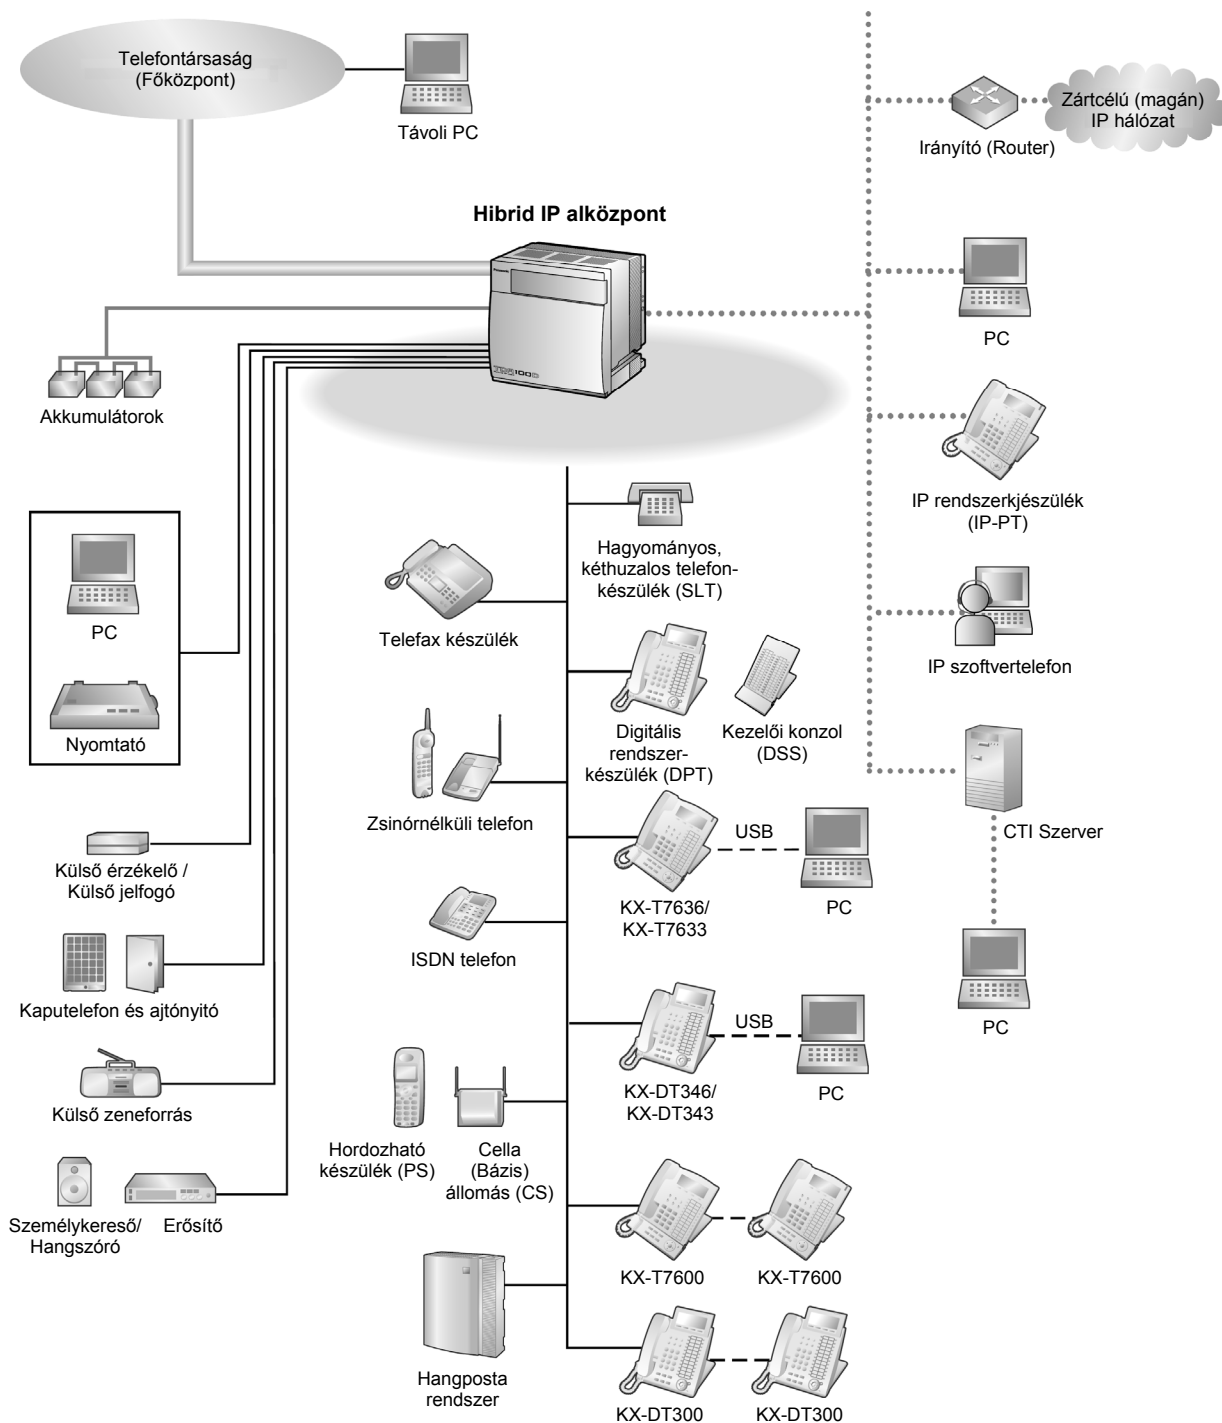 Telefontársaság
(Főközpont)
Távoli PC
Irányító (Router)
Zártcélú (magán)
IP hálózat
Hibrid IP alközpont
Panasonic
TDA100D
PC
Akkumulátorok
IP rendszerkjészülék
(IP-PT)
Hagyományos,
kéthuzalos telefon-
készülék (SLT)
PC
Telefax készülék
IP szoftvertelefon
Nyomtató
Digitális
rendszer-
készülék (DPT)
Kezelői konzol
(DSS)
Zsinórnélküli telefon
USB
CTI Szerver
Külső érzékelő /
Külső jelfogó
KX-T7636/
KX-T7633
PC
ISDN telefon
Kaputelefon és ajtónyitó
USB
PC
KX-DT346/
KX-DT343
PC
Külső zeneforrás
Hordozható
készülék (PS)
Cella
(Bázis)
állomás (CS)
Személykereső/
Hangszóró
Erősítő
KX-T7600
KX-T7600
Hangposta
rendszer
KX-DT300
KX-DT300